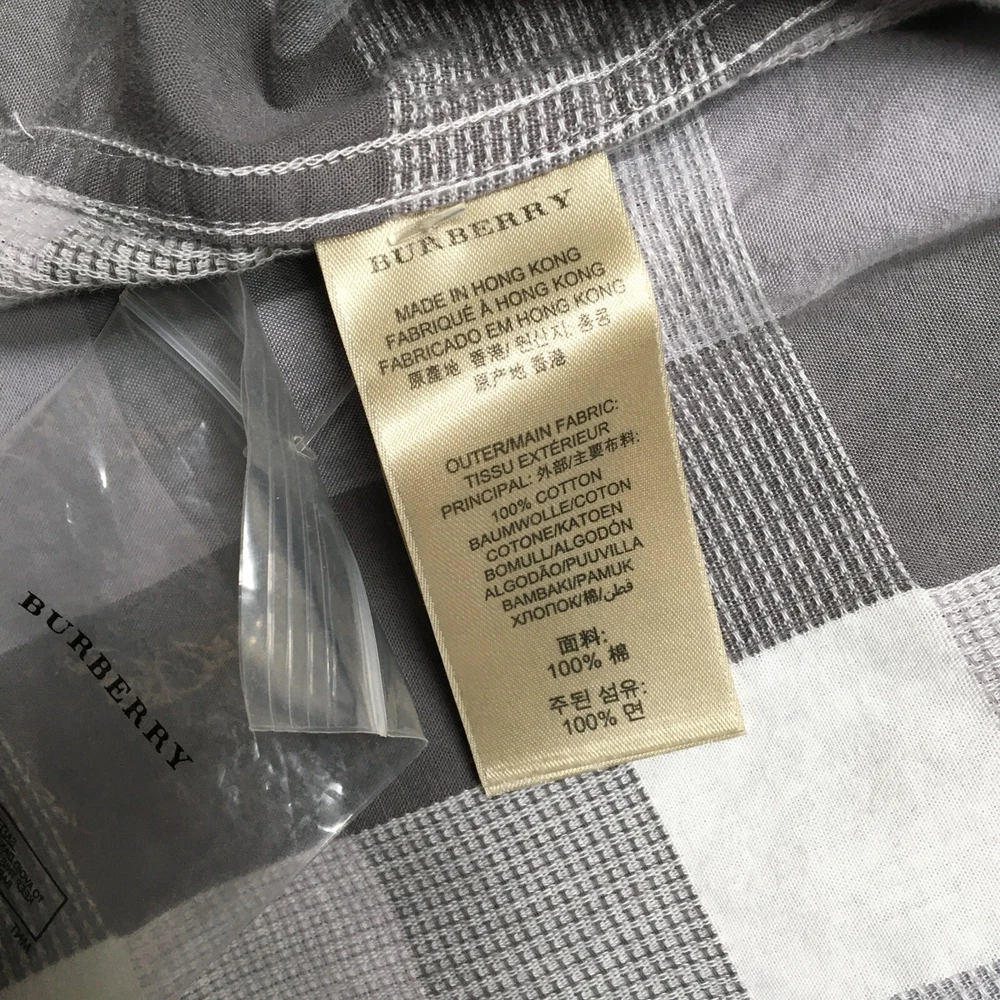 BURBERRY
MADE IN HONG KONG
FABRIQUÉ À HONG KONG
FABRICADO EM HONG KONG
原產地 香港/ 원산지: 홍콩
原产地 香港
OUTER/MAIN FABRIC:
TISSU EXTÉRIEUR
PRINCIPAL: 外部/主要布料:
100% COTTON
BAUMWOLLE/COTON
COTONE/KATOEN
BOMULL/ALGODÓN
ALGODÃO/PUUVILLA
BAMBAKI/PAMUK
ХЛОПОК/棉/قطن
面料:
100% 棉
주된 섬유:
100% 면
BURBERRY